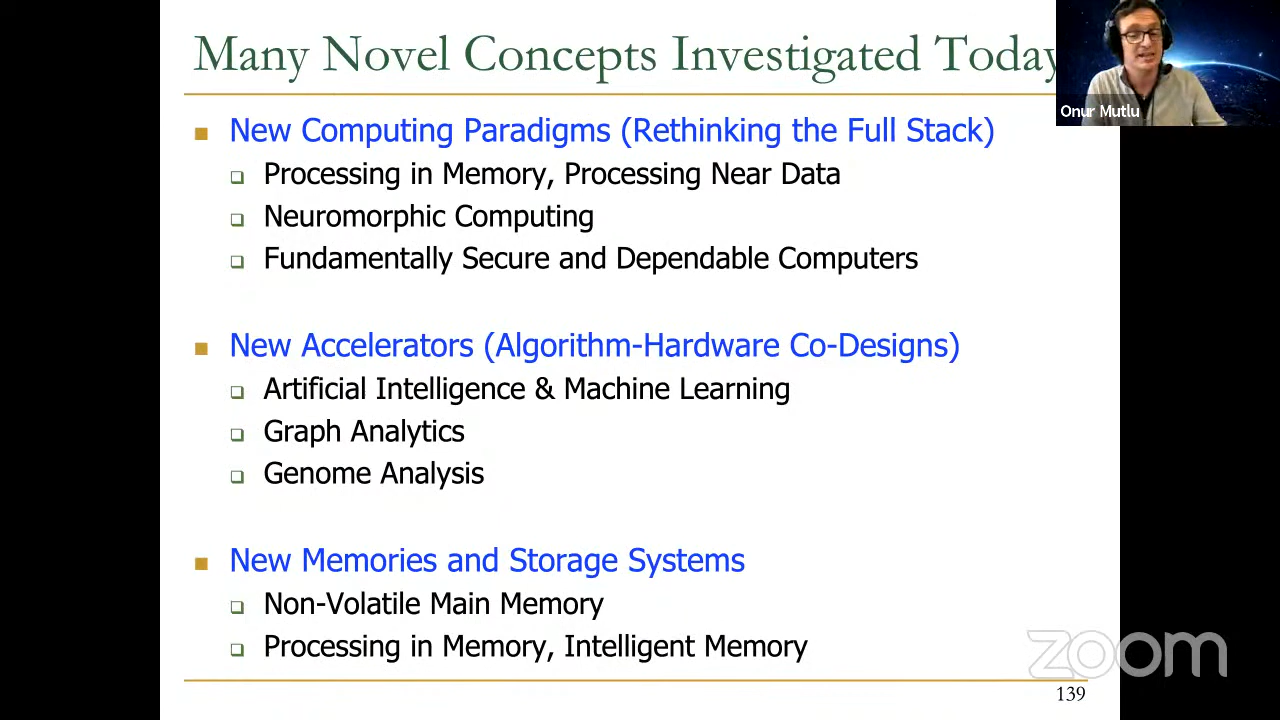 Many Novel Concepts Investigated Today
Onur Mutlu
New Computing Paradigms (Rethinking the Full Stack)
Processing in Memory, Processing Near Data
Neuromorphic Computing
Fundamentally Secure and Dependable Computers
New Accelerators (Algorithm-Hardware Co-Designs)
Artificial Intelligence & Machine Learning
Graph Analytics
Genome Analysis
New Memories and Storage Systems
Non-Volatile Main Memory
Processing in Memory, Intelligent Memory
zoom
139